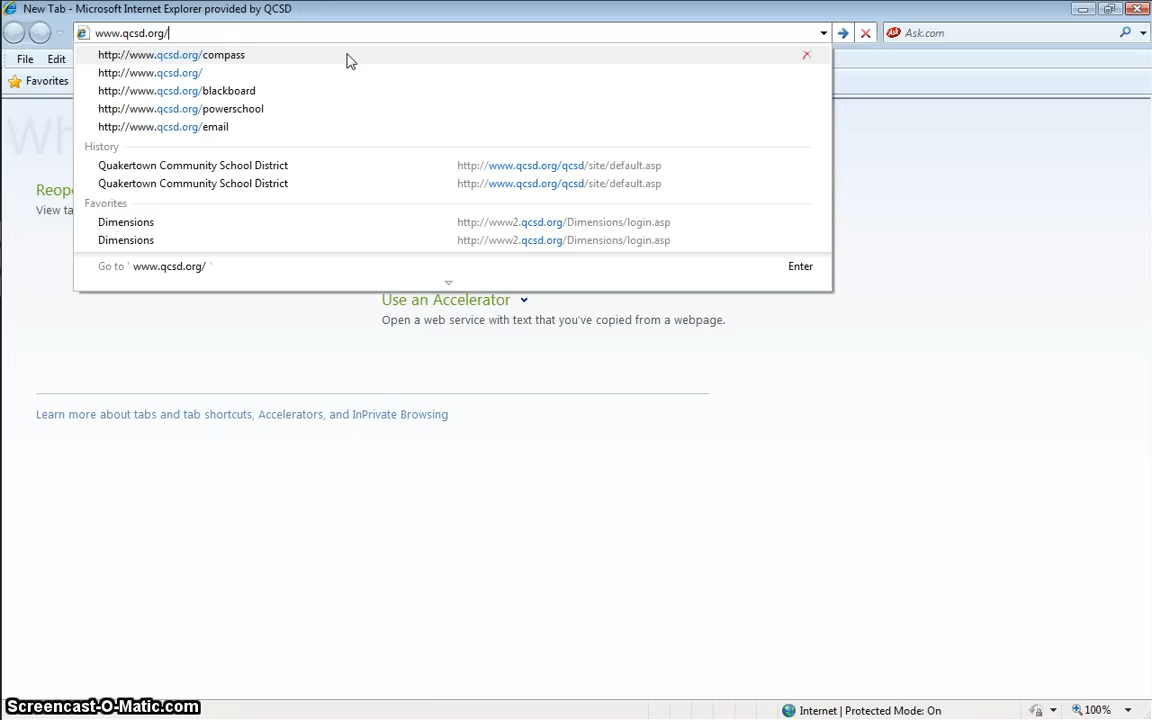 New Tab - Microsoft Internet Explorer provided by QCSD
www.qcsd.org/
Ask.com
File Edit
http://www.qcsd.org/compass
http://www.qcsd.org/
Favorites
http://www.qcsd.org/blackboard
http://www.qcsd.org/powerschool
http://www.qcsd.org/email
History
Quakertown Community School District http://www.qcsd.org/qcsd/site/default.asp
Quakertown Community School District http://www.qcsd.org/qcsd/site/default.asp
Favorites
Dimensions http://www2.qcsd.org/Dimensions/login.asp
Dimensions http://www2.qcsd.org/Dimensions/login.asp
Go to ' www.qcsd.org/ ' Enter
Wh
Reop
View ta
Use an Accelerator
Open a web service with text that you've copied from a webpage.
Learn more about tabs and tab shortcuts, Accelerators, and InPrivate Browsing
Screencast-O-Matic.com
Internet | Protected Mode: On
100%